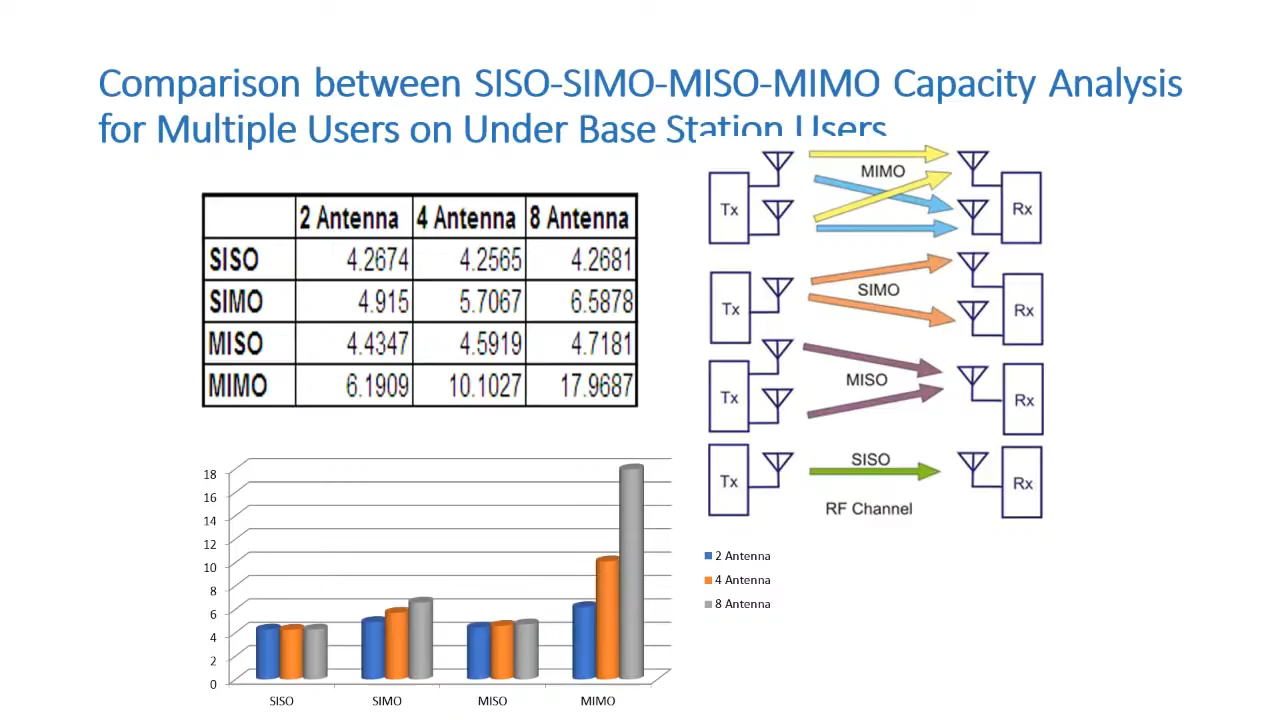 Comparison between SISO-SIMO-MISO-MIMO Capacity Analysis
for Multiple Users on Under Base Station Users
2 Antenna 4 Antenna 8 Antenna
SISO 4.2674 4.2565 4.2681
SIMO 4.915 5.7067 6.5878
MISO 4.4347 4.5919 4.7181
MIMO 6.1909 10.1027 17.9687
MIMO
Tx Rx
SIMO
Tx Rx
MISO
Tx Rx
SISO
Tx Rx
RF Channel
18
16
14
12
10
8
6
4
2
0
SISO SIMO MISO MIMO
2 Antenna
4 Antenna
8 Antenna